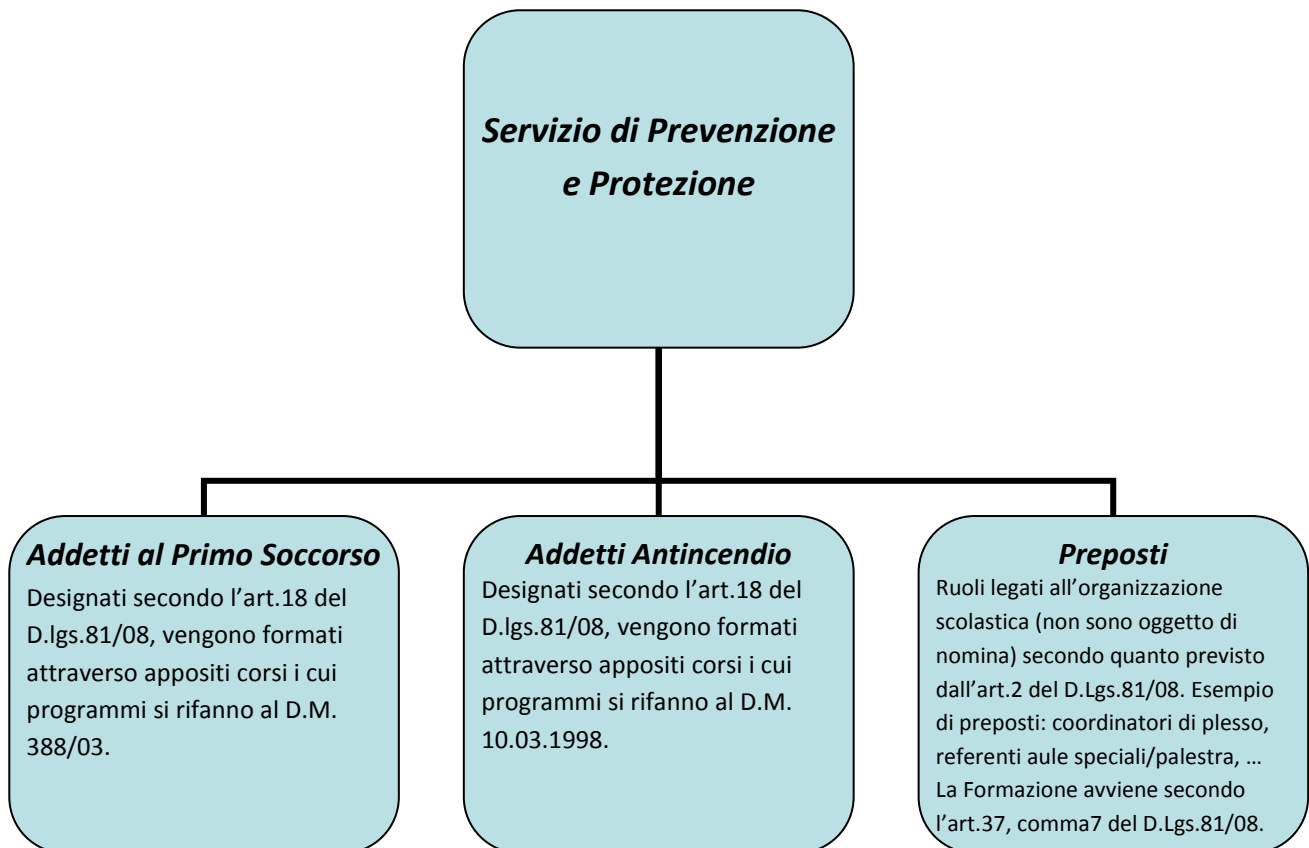 Servizio di Prevenzione
e Protezione
Addetti al Primo Soccorso
Designati secondo l’art.18 del
D.lgs.81/08, vengono formati
attraverso appositi corsi i cui
programmi si rifanno al D.M.
388/03.
Addetti Antincendio
Designati secondo l’art.18 del
D.lgs.81/08, vengono formati
attraverso appositi corsi i cui
programmi si rifanno al D.M.
10.03.1998.
Preposti
Ruoli legati all’organizzazione
scolastica (non sono oggetto di
nomina) secondo quanto previsto
dall’art.2 del D.Lgs.81/08. Esempio
di preposti: coordinatori di plesso,
referenti aule speciali/palestra, …
La Formazione avviene secondo
l’art.37, comma7 del D.Lgs.81/08.